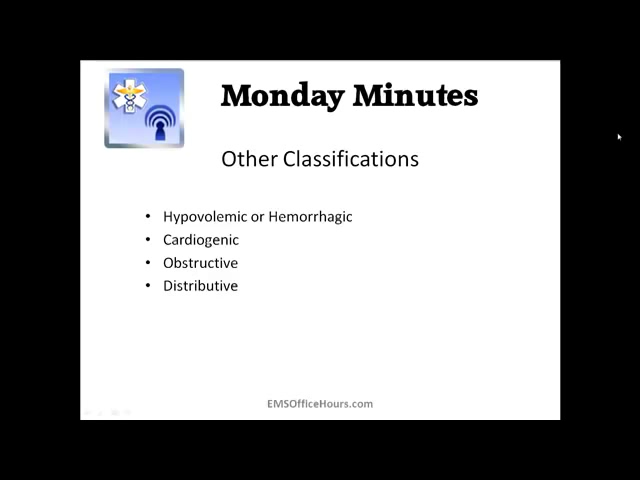 Monday Minutes
Other Classifications
• Hypovolemic or Hemorrhagic
• Cardiogenic
• Obstructive
• Distributive
EMSOfficeHours.com